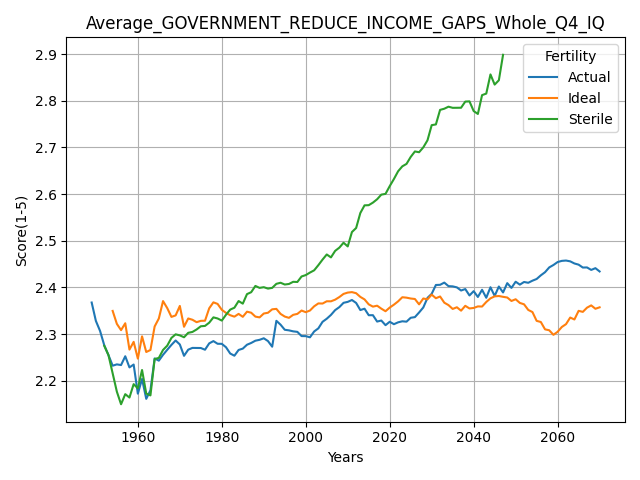 Average_GOVERNMENT_REDUCE_INCOME_GAPS_Whole_Q4_IQ
Fertility
Actual
Ideal
Sterile
Score(1-5)
2.9
2.8
2.7
2.6
2.5
2.4
2.3
2.2
1960 1980 2000 2020 2040 2060
Years